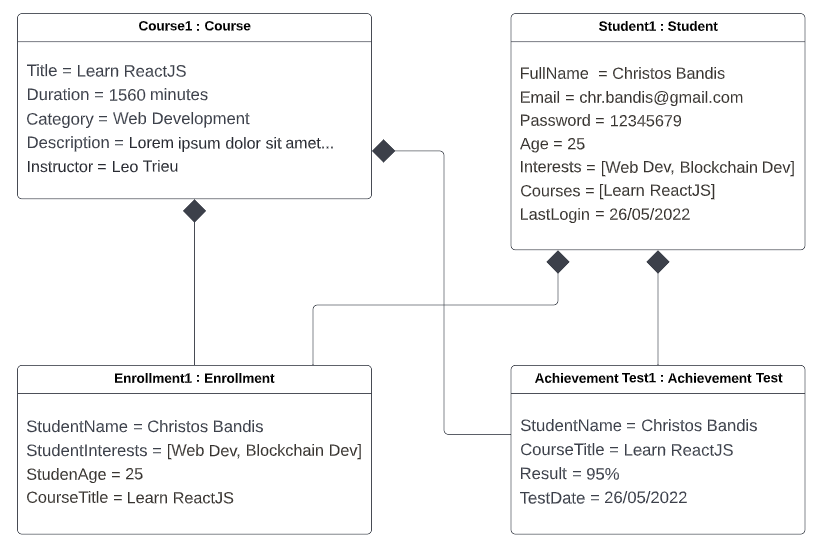 Course1 : Course
Title = Learn ReactJS
Duration = 1560 minutes
Category = Web Development
Description = Lorem ipsum dolor sit amet...
Instructor = Leo Trieu
Student1 : Student
FullName = Christos Bandis
Email = chr.bandis@gmail.com
Password = 12345679
Age = 25
Interests = [Web Dev, Blockchain Dev]
Courses = [Learn ReactJS]
LastLogin = 26/05/2022
Enrollment1 : Enrollment
StudentName = Christos Bandis
StudentInterests = [Web Dev, Blockchain Dev]
StudenAge = 25
CourseTitle = Learn ReactJS
Achievement Test1 : Achievement Test
StudentName = Christos Bandis
CourseTitle = Learn ReactJS
Result = 95%
TestDate = 26/05/2022